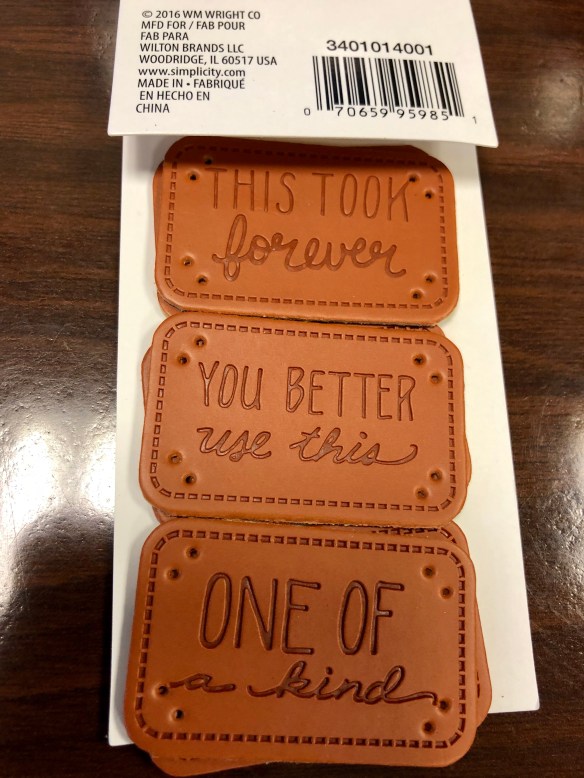 © 2016 WM WRIGHT CO
MFD FOR / FAB POUR
FAB PARA
WILTON BRANDS LLC
WOODRIDGE, IL 60517 USA
www.simplicity.com
MADE IN • FABRIQUÉ
EN HECHO EN
CHINA
3401014001
0 70659 95985 1
THIS TOOK
forever
YOU BETTER
use this
ONE OF
a kind